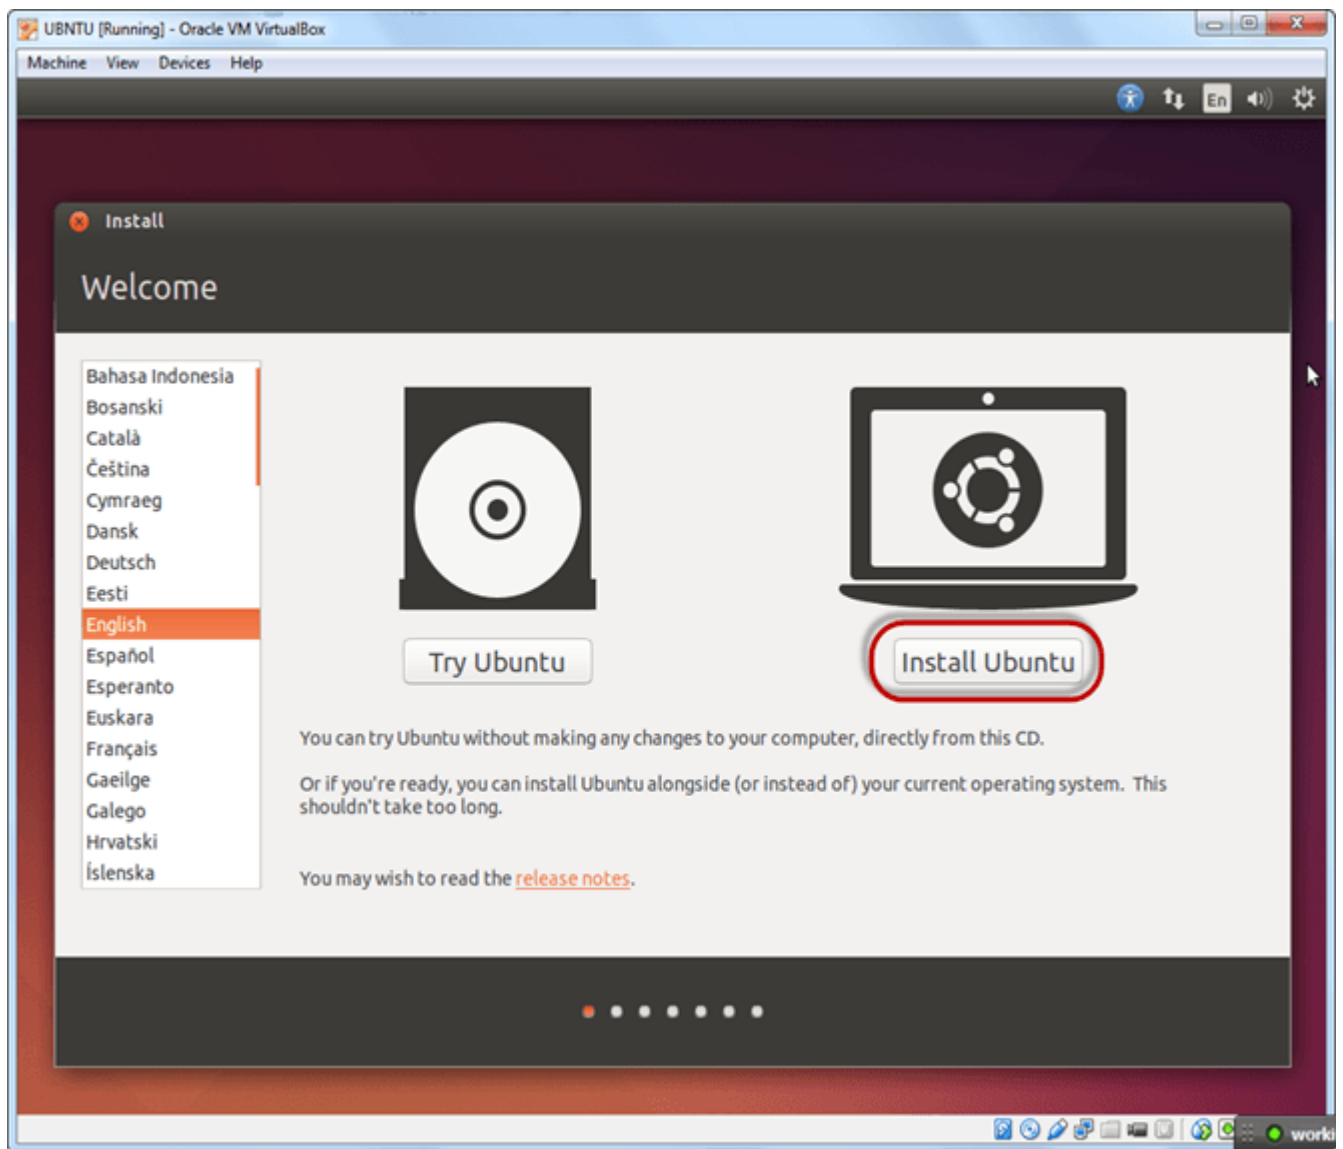 UBNTU [Running] - Oracle VM VirtualBox
Machine View Devices Help
En
Install
Welcome
Bahasa Indonesia
Bosanski
Català
Čeština
Cymraeg
Dansk
Deutsch
Eesti
English
Español
Esperanto
Euskara
Français
Gaeilge
Galego
Hrvatski
Íslenska
Try Ubuntu
Install Ubuntu
You can try Ubuntu without making any changes to your computer, directly from this CD.
Or if you're ready, you can install Ubuntu alongside (or instead of) your current operating system. This
shouldn't take too long.
You may wish to read the release notes.
worki